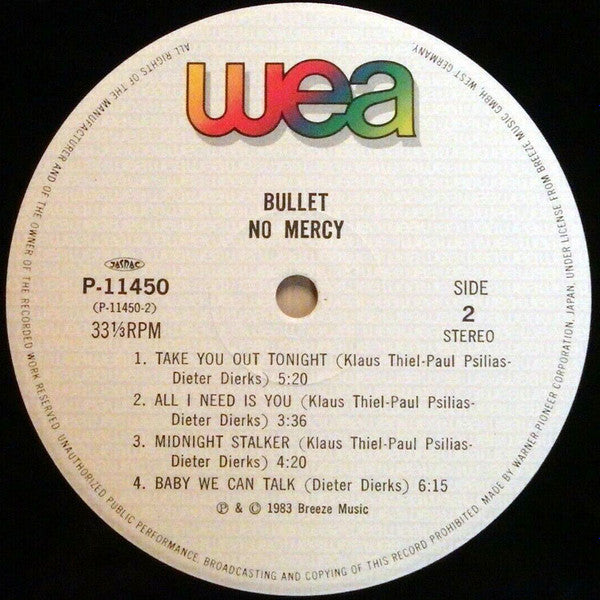 wea
BULLET
NO MERCY
JASRAC
P-11450
(P-11450-2)
33⅓RPM
SIDE
2
STEREO
1. TAKE YOU OUT TONIGHT (Klaus Thiel-Paul Psilias-
Dieter Dierks) 5:20
2. ALL I NEED IS YOU (Klaus Thiel-Paul Psilias-
Dieter Dierks) 3:36
3. MIDNIGHT STALKER (Klaus Thiel-Paul Psilias-
Dieter Dierks) 4:20
4. BABY WE CAN TALK (Dieter Dierks) 6:15
Ⓟ & © 1983 Breeze Music
ALL RIGHTS OF THE MANUFACTURER AND OF THE OWNER OF THE RECORDED WORK RESERVED. UNAUTHORIZED PUBLIC PERFORMANCE, BROADCASTING AND COPYING OF THIS RECORD PROHIBITED. MADE BY WARNER-PIONEER CORPORATION, JAPAN, UNDER LICENSE FROM BREEZE MUSIC GMBH, WEST GERMANY.